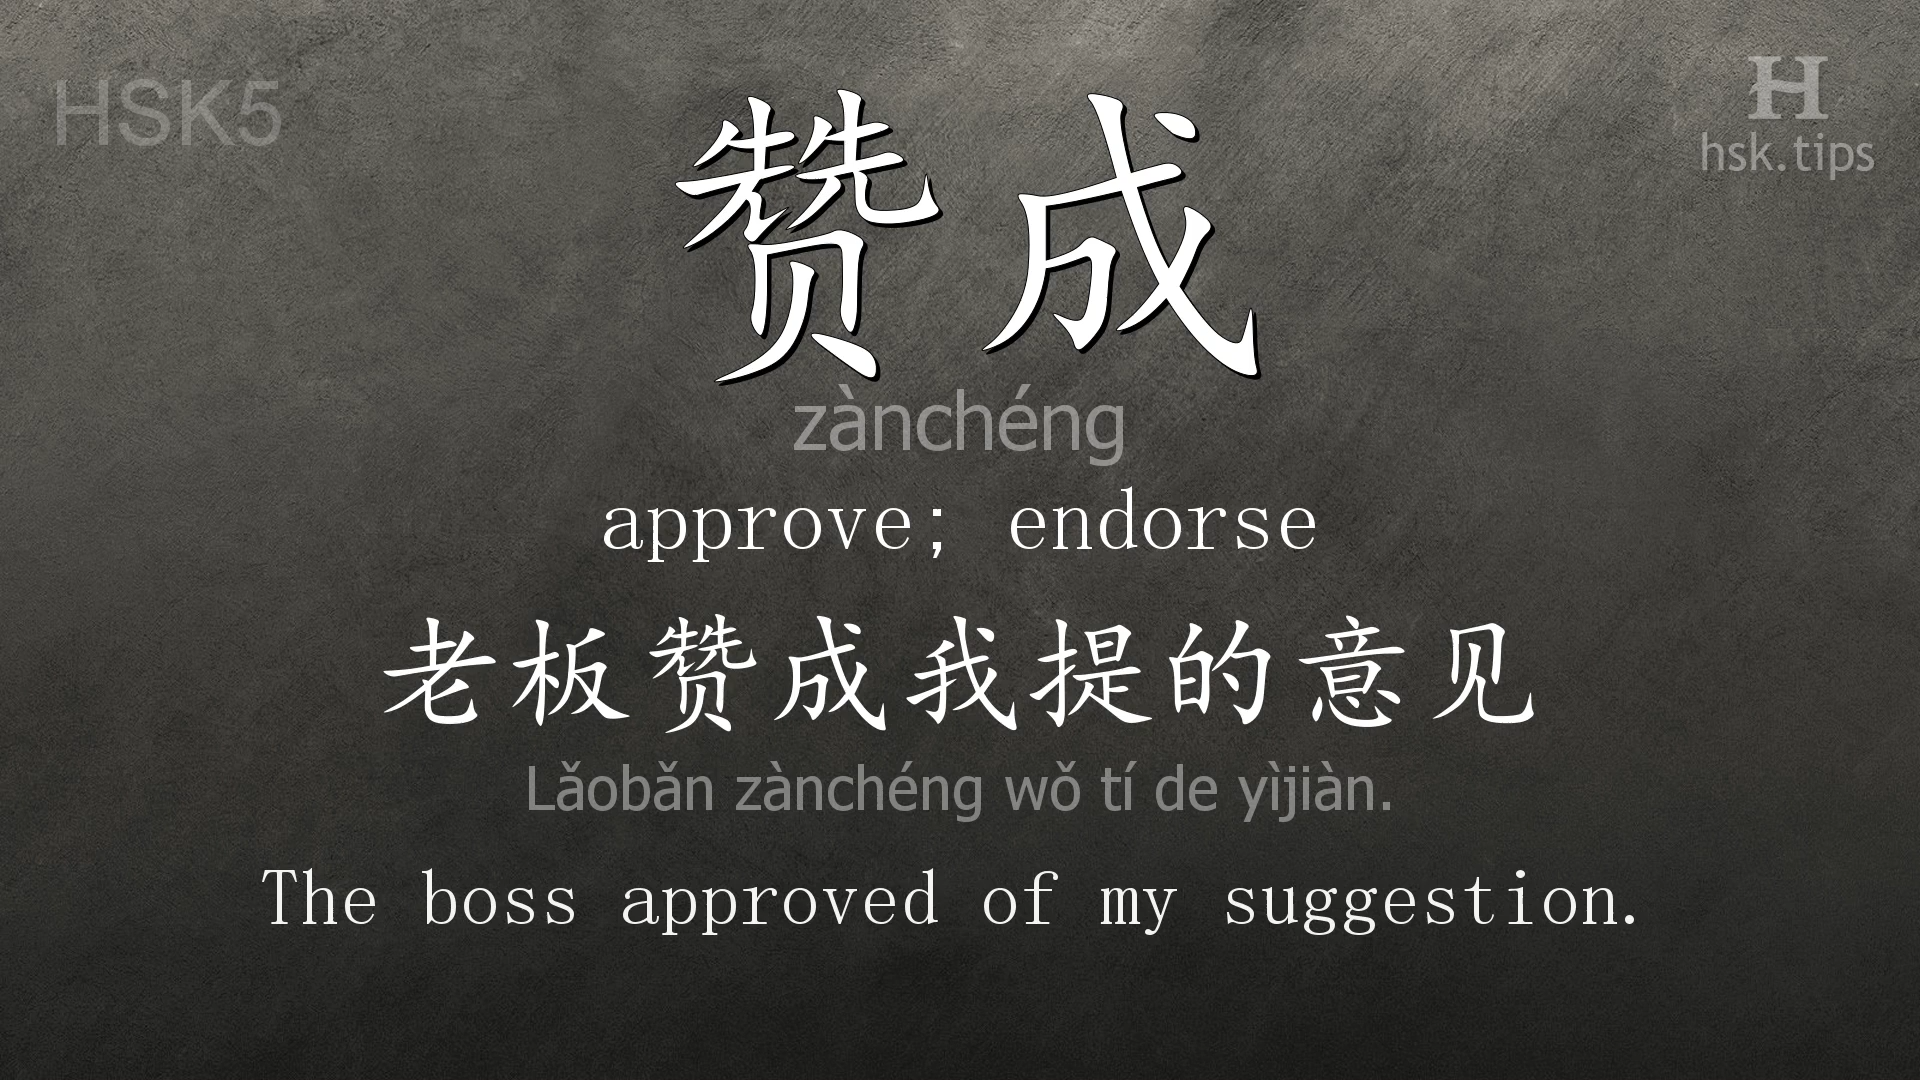 HSK5
H
hsk.tips
赞成
zànchéng
approve; endorse
老板赞成我提的意见
Lǎobǎn zànchéng wǒ tí de yìjiàn.
The boss approved of my suggestion.